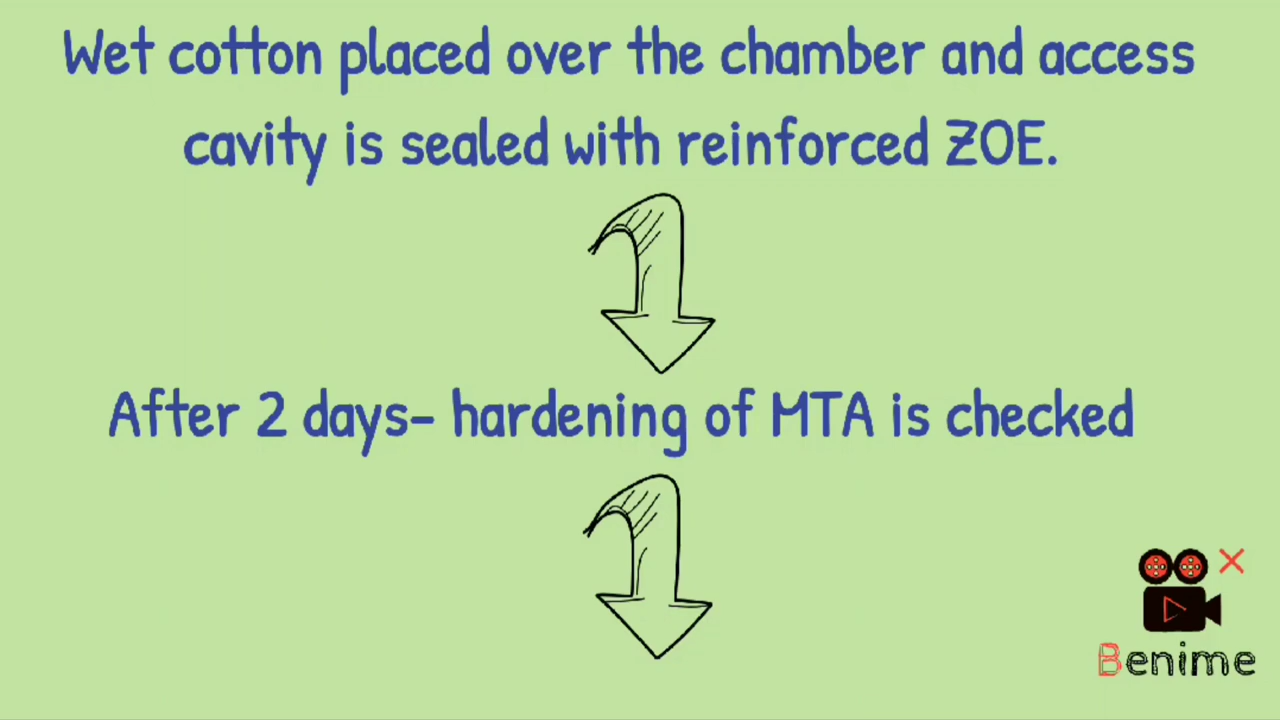 Wet cotton placed over the chamber and access
cavity is sealed with reinforced ZOE.
After 2 days- hardening of MTA is checked
Benime